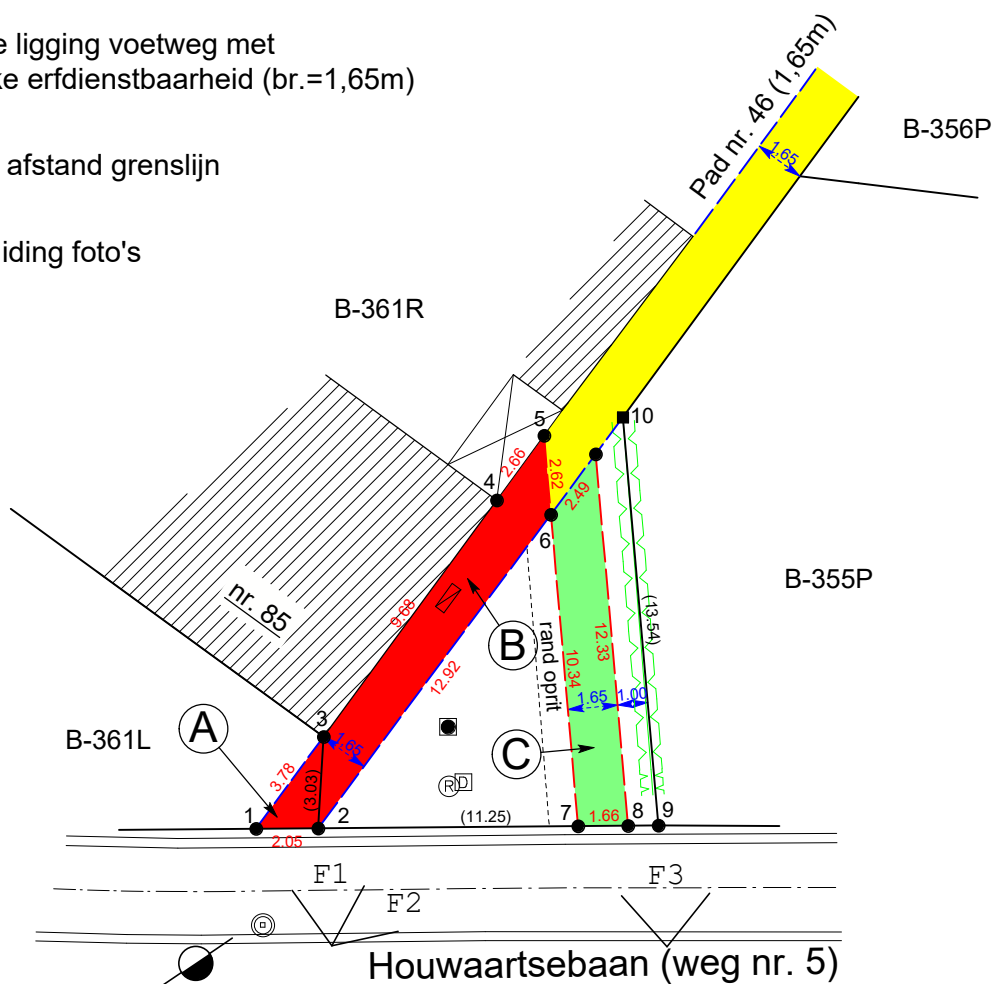 e ligging voetweg met
ke erfdienstbaarheid (br.=1,65m)
afstand grenslijn
iding foto's
Pad nr. 46 (1,65m)
1.65
B-356P
B-361R
10
5
2.66
2.62
2.49
4
6
B-355P
nr. 85
9.68
B
12.92
rand oprit
10.34
12.33
(13.54)
1.65
1.00
B-361L
A
3
1.65
C
3.78
(3.03)
R
D
1
2
(11.25)
7
1.66
8
9
2.05
F1
F2
F3
Houwaartsebaan (weg nr. 5)